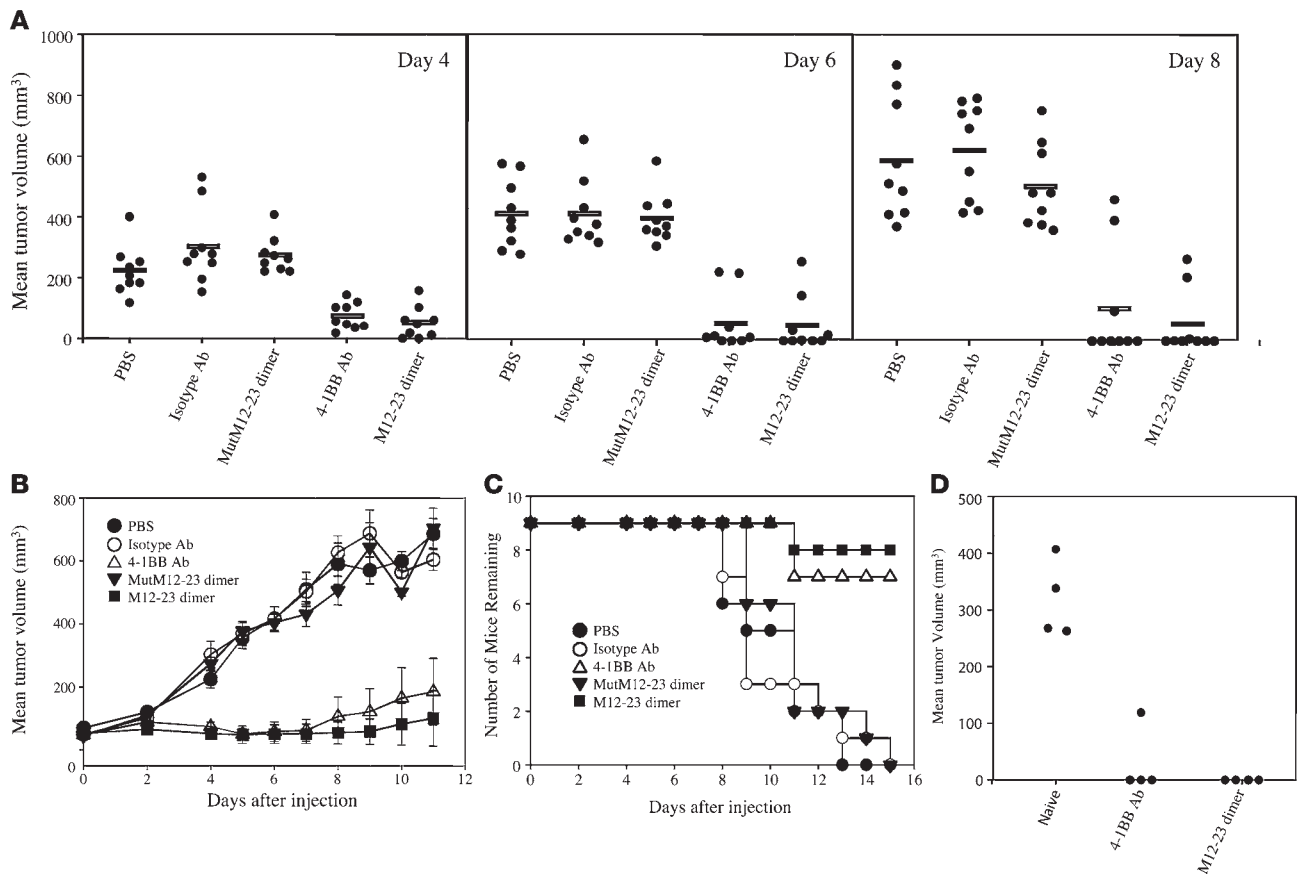 A
Mean tumor volume (mm³)
1000
800
600
400
200
0
Day 4
Day 6
Day 8
PBS
Isotype Ab
MutM12-23 dimer
4-1BB Ab
M12-23 dimer
PBS
Isotype Ab
MutM12-23 dimer
4-1BB Ab
M12-23 dimer
PBS
Isotype Ab
MutM12-23 dimer
4-1BB Ab
M12-23 dimer
B
Mean tumor volume (mm³)
800
600
400
200
0
PBS
Isotype Ab
4-1BB Ab
MutM12-23 dimer
M12-23 dimer
0 2 4 6 8 10 12
Days after injection
C
Number of Mice Remaining
10
8
6
4
2
0
PBS
Isotype Ab
4-1BB Ab
MutM12-23 dimer
M12-23 dimer
0 2 4 6 8 10 12 14 16
Days after injection
D
Mean tumor Volume (mm³)
500
400
300
200
100
0
Naive
4-1BB Ab
M12-23 dimer